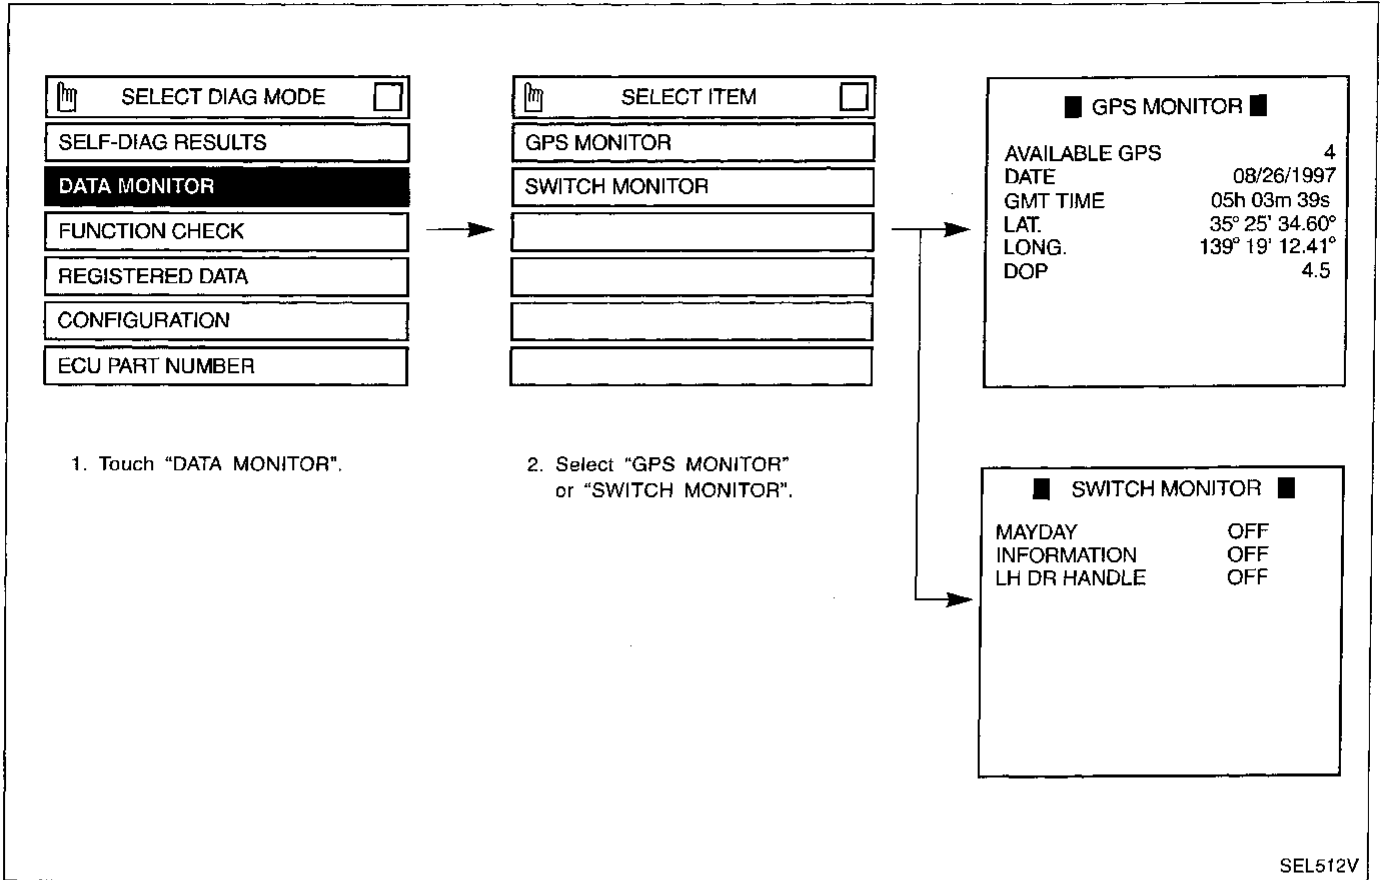 SELECT DIAG MODE
SELF-DIAG RESULTS
DATA MONITOR
FUNCTION CHECK
REGISTERED DATA
CONFIGURATION
ECU PART NUMBER
1. Touch “DATA MONITOR”.
SELECT ITEM
GPS MONITOR
SWITCH MONITOR
2. Select “GPS MONITOR”
or “SWITCH MONITOR”.
GPS MONITOR
AVAILABLE GPS 4
DATE 08/26/1997
GMT TIME 05h 03m 39s
LAT. 35° 25' 34.60°
LONG. 139° 19' 12.41°
DOP 4.5
SWITCH MONITOR
MAYDAY OFF
INFORMATION OFF
LH DR HANDLE OFF
SEL512V